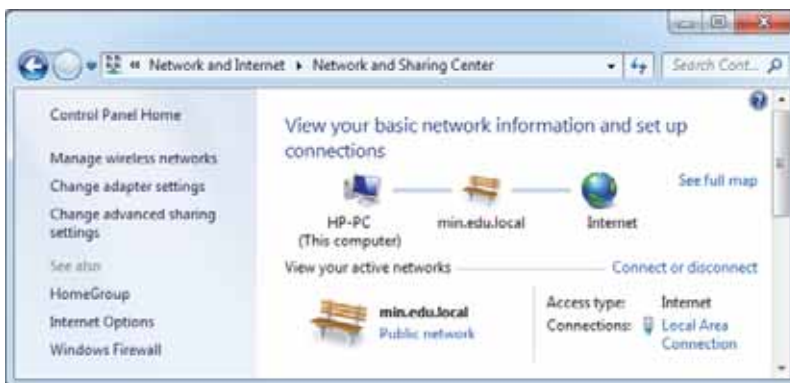 « Network and Internet ▸ Network and Sharing Center
Search Cont...
Control Panel Home
Manage wireless networks
Change adapter settings
Change advanced sharing
settings
See also
HomeGroup
Internet Options
Windows Firewall
View your basic network information and set up
connections
See full map
HP-PC
(This computer)
min.edu.local
Internet
View your active networks
Connect or disconnect
min.edu.local
Public network
Access type: Internet
Connections: Local Area
Connection